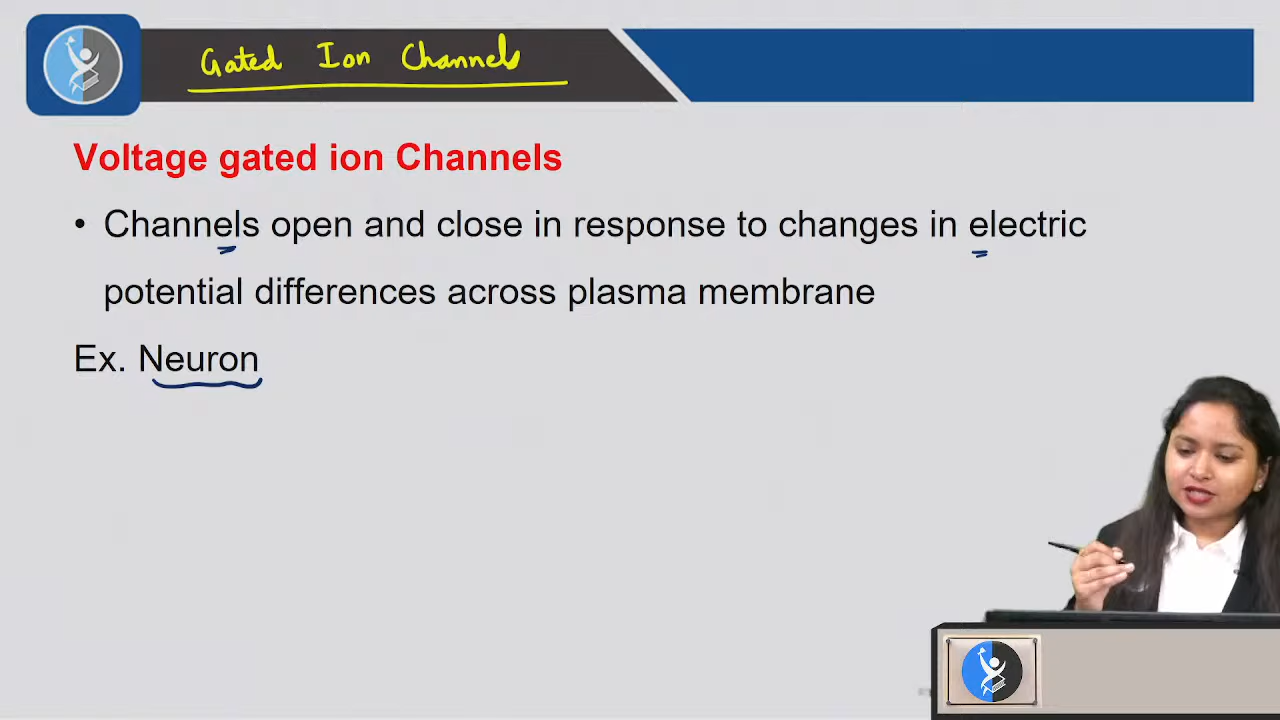 Gated Ion Channels
Voltage gated ion Channels
• Channels open and close in response to changes in electric
potential differences across plasma membrane
Ex. Neuron